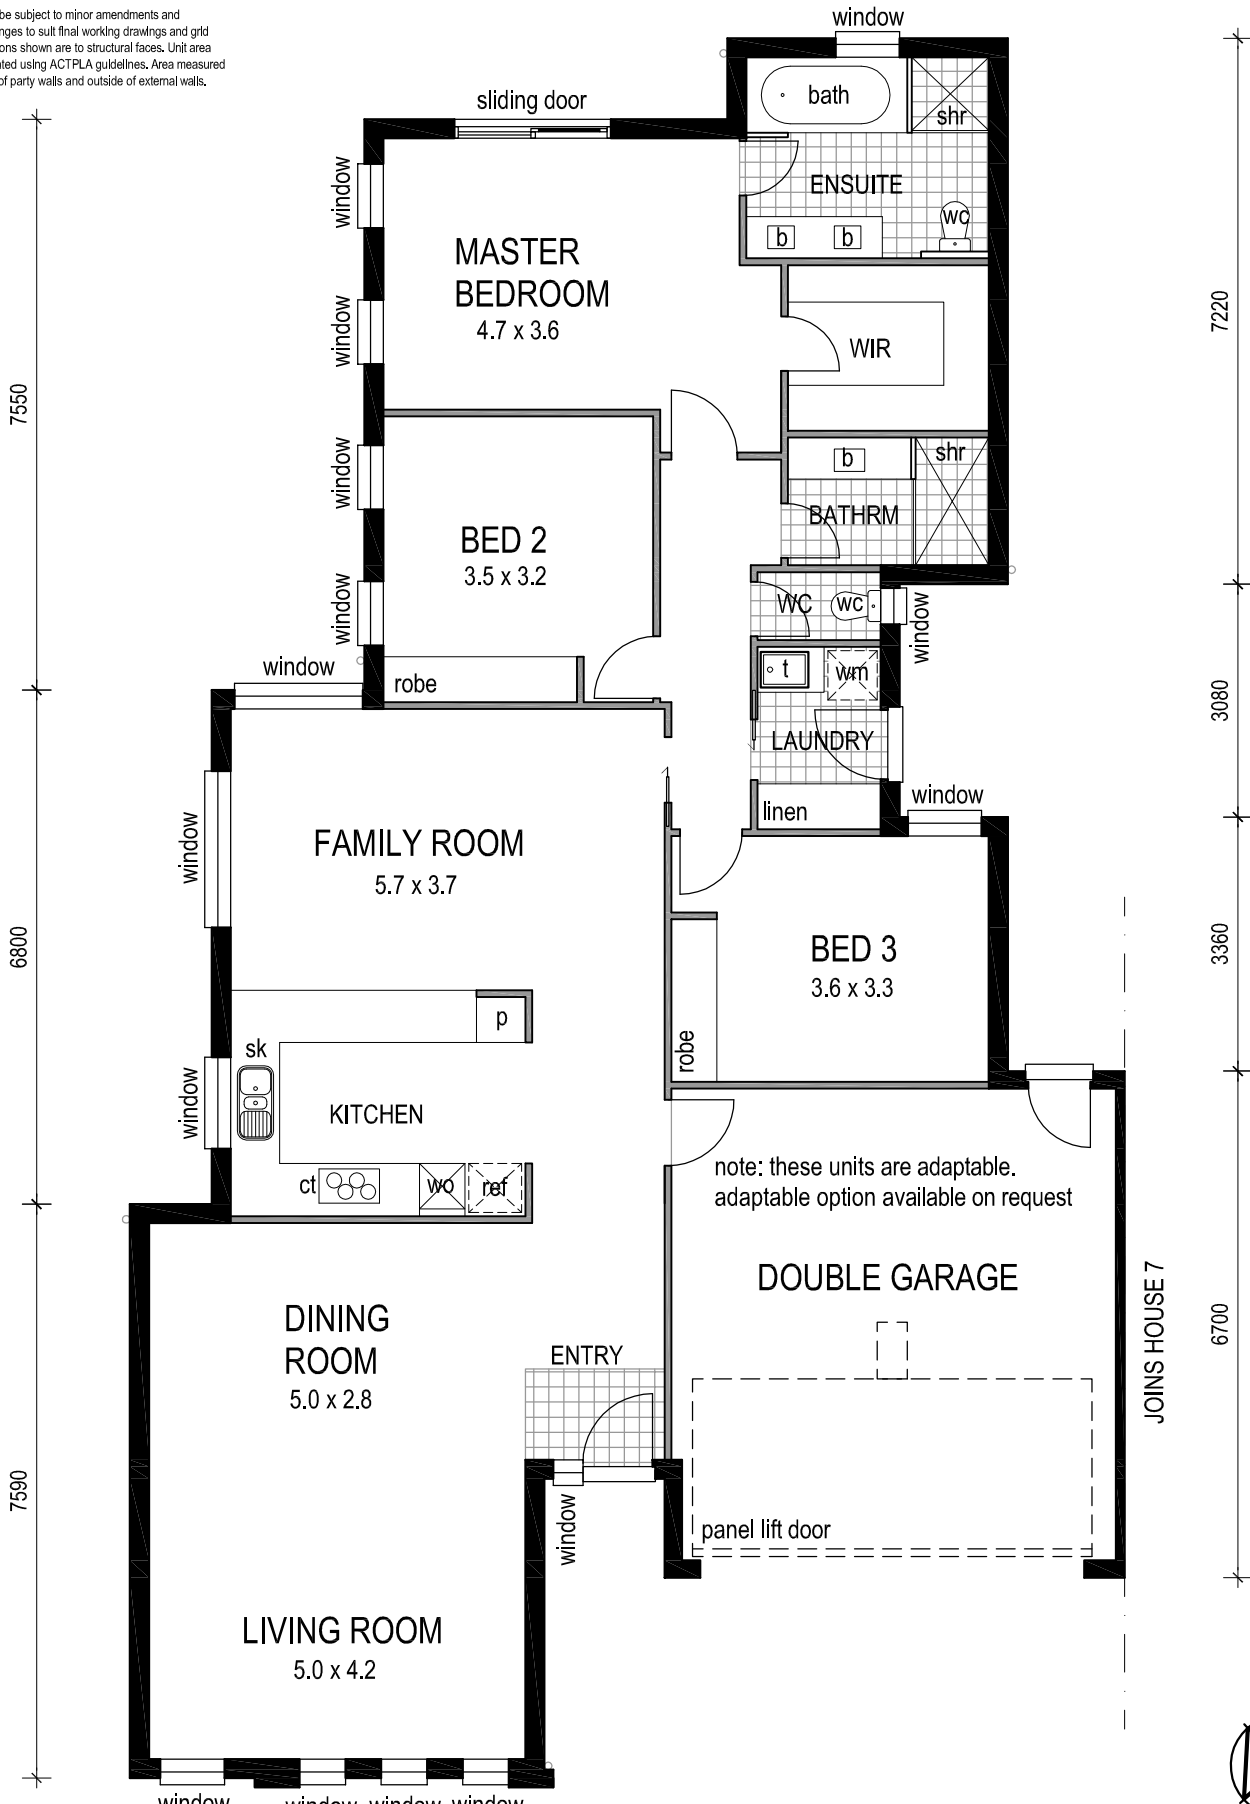 be subject to minor amendments and
nges to suit final working drawings and grid
ons shown are to structural faces. Unit area
ted using ACTPLA guidelines. Area measured
of party walls and outside of external walls.
window
sliding door
bath
shr
window
ENSUITE
wc
b
b
MASTER
BEDROOM
4.7 x 3.6
window
WIR
7220
7550
window
b
shr
BATHRM
BED 2
3.5 x 3.2
window
WC
wc
window
window
robe
t
wm
3080
LAUNDRY
linen
window
window
FAMILY ROOM
5.7 x 3.7
6800
BED 3
3.6 x 3.3
3360
p
robe
sk
window
KITCHEN
ct
wo
ref
note: these units are adaptable.
adaptable option available on request
DOUBLE GARAGE
JOINS HOUSE 7
6700
DINING
ROOM
5.0 x 2.8
ENTRY
7590
window
panel lift door
LIVING ROOM
5.0 x 4.2
window
window
window
window